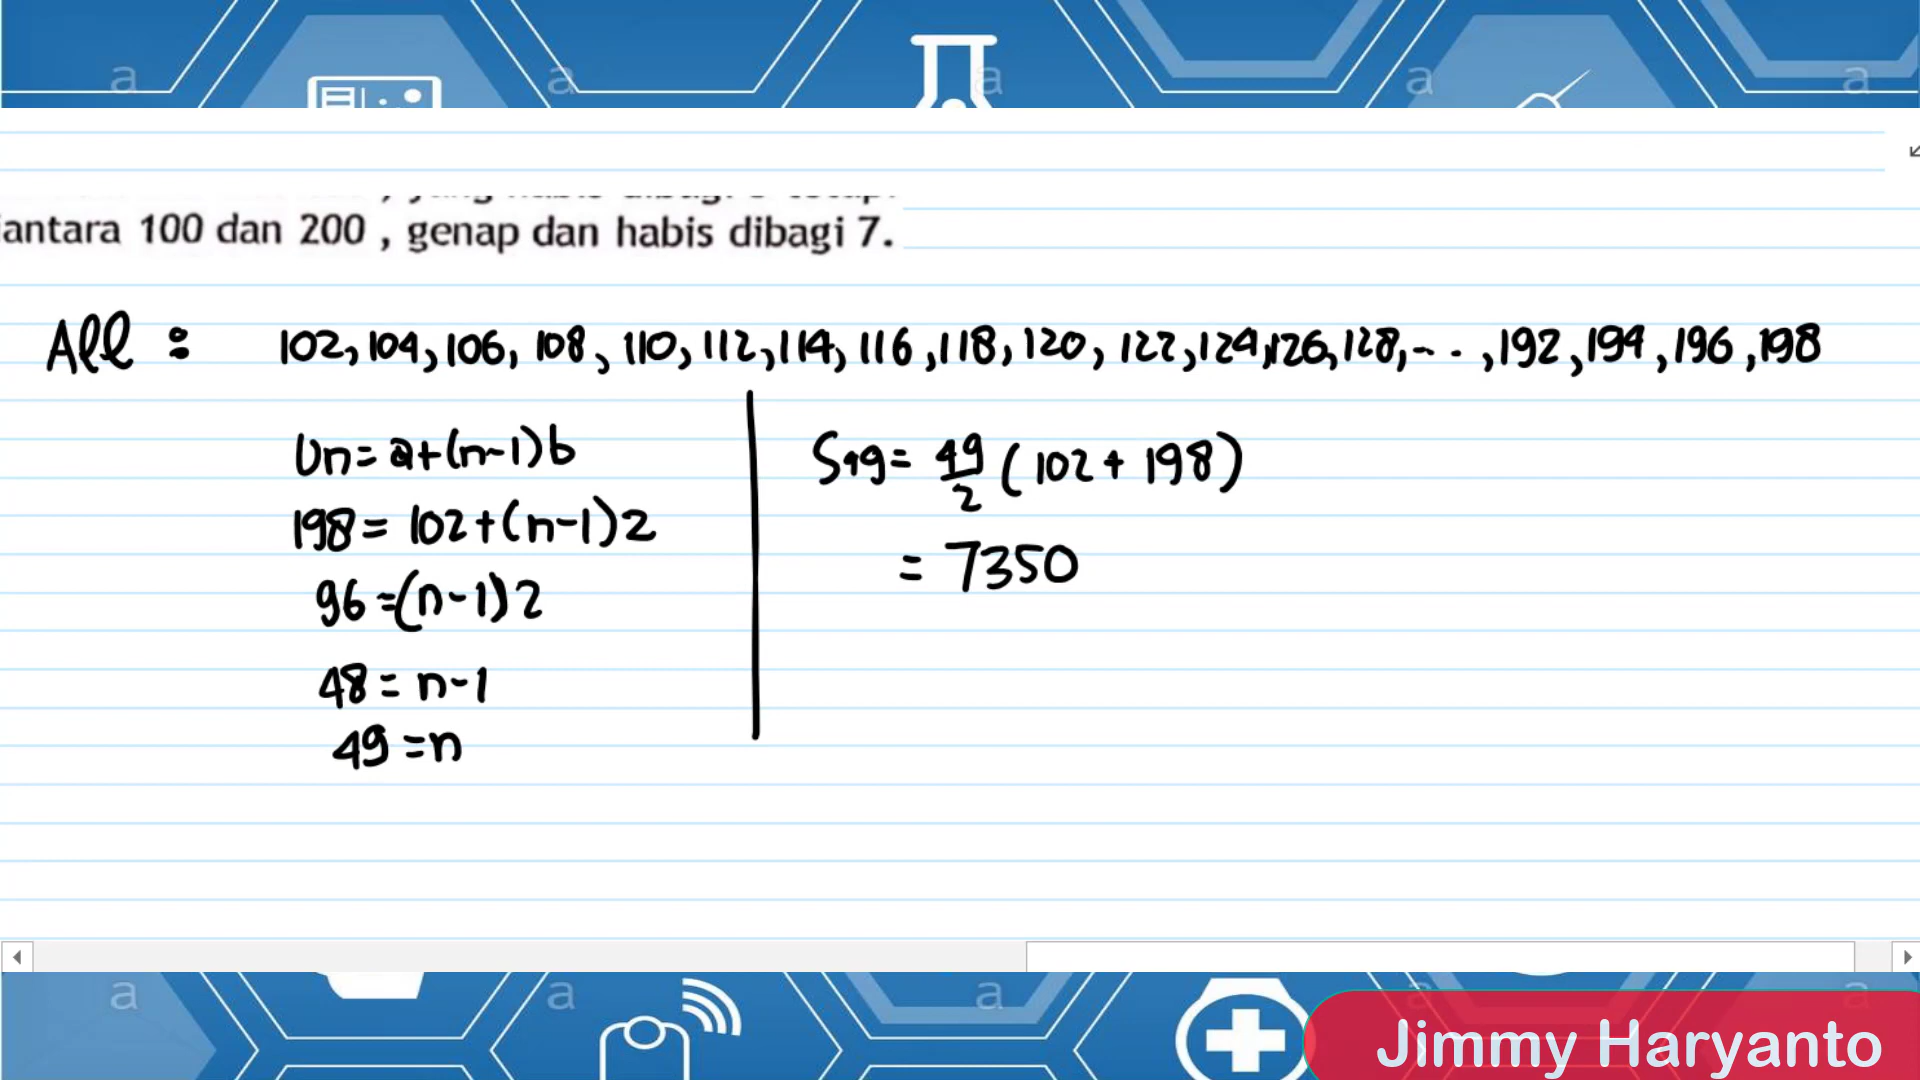 antara 100 dan 200 , genap dan habis dibagi 7.
All : 102, 104, 106, 108, 110, 112, 114, 116, 118, 120, 122, 124, 126, 128, - . . , 192, 194, 196, 198
Un = a + (n-1) b
198 = 102 + (n-1) 2
96 = (n-1) 2
48 = n-1
49 = n
S49 = 49/2 (102 + 198)
= 7350
Jimmy Haryanto